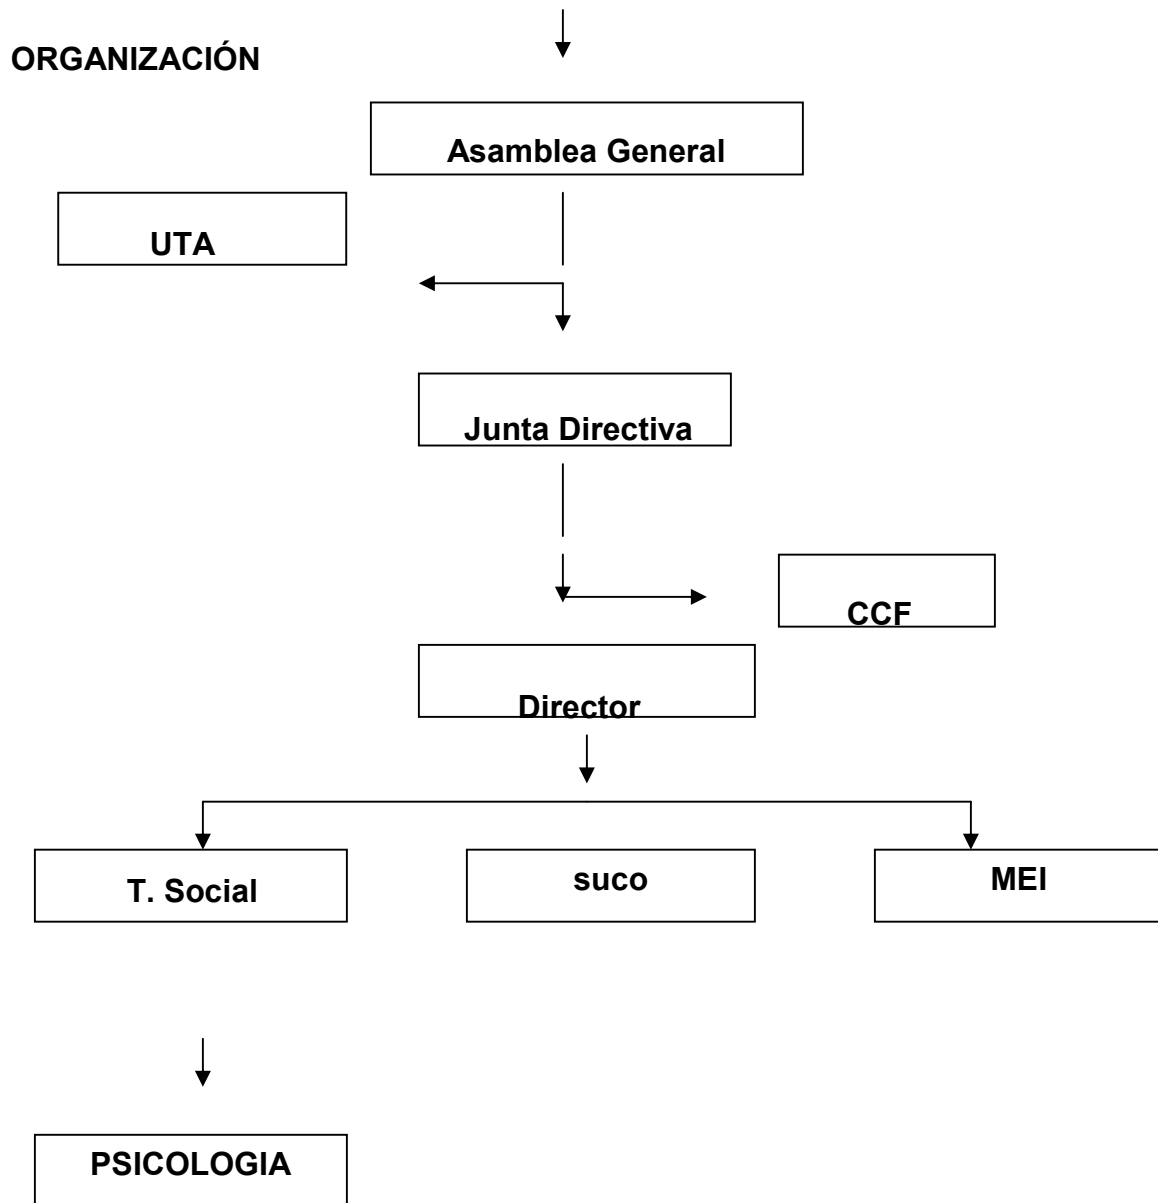 ORGANIZACIÓN
Asamblea General
UTA
Junta Directiva
CCF
Director
T. Social
suco
MEI
PSICOLOGIA